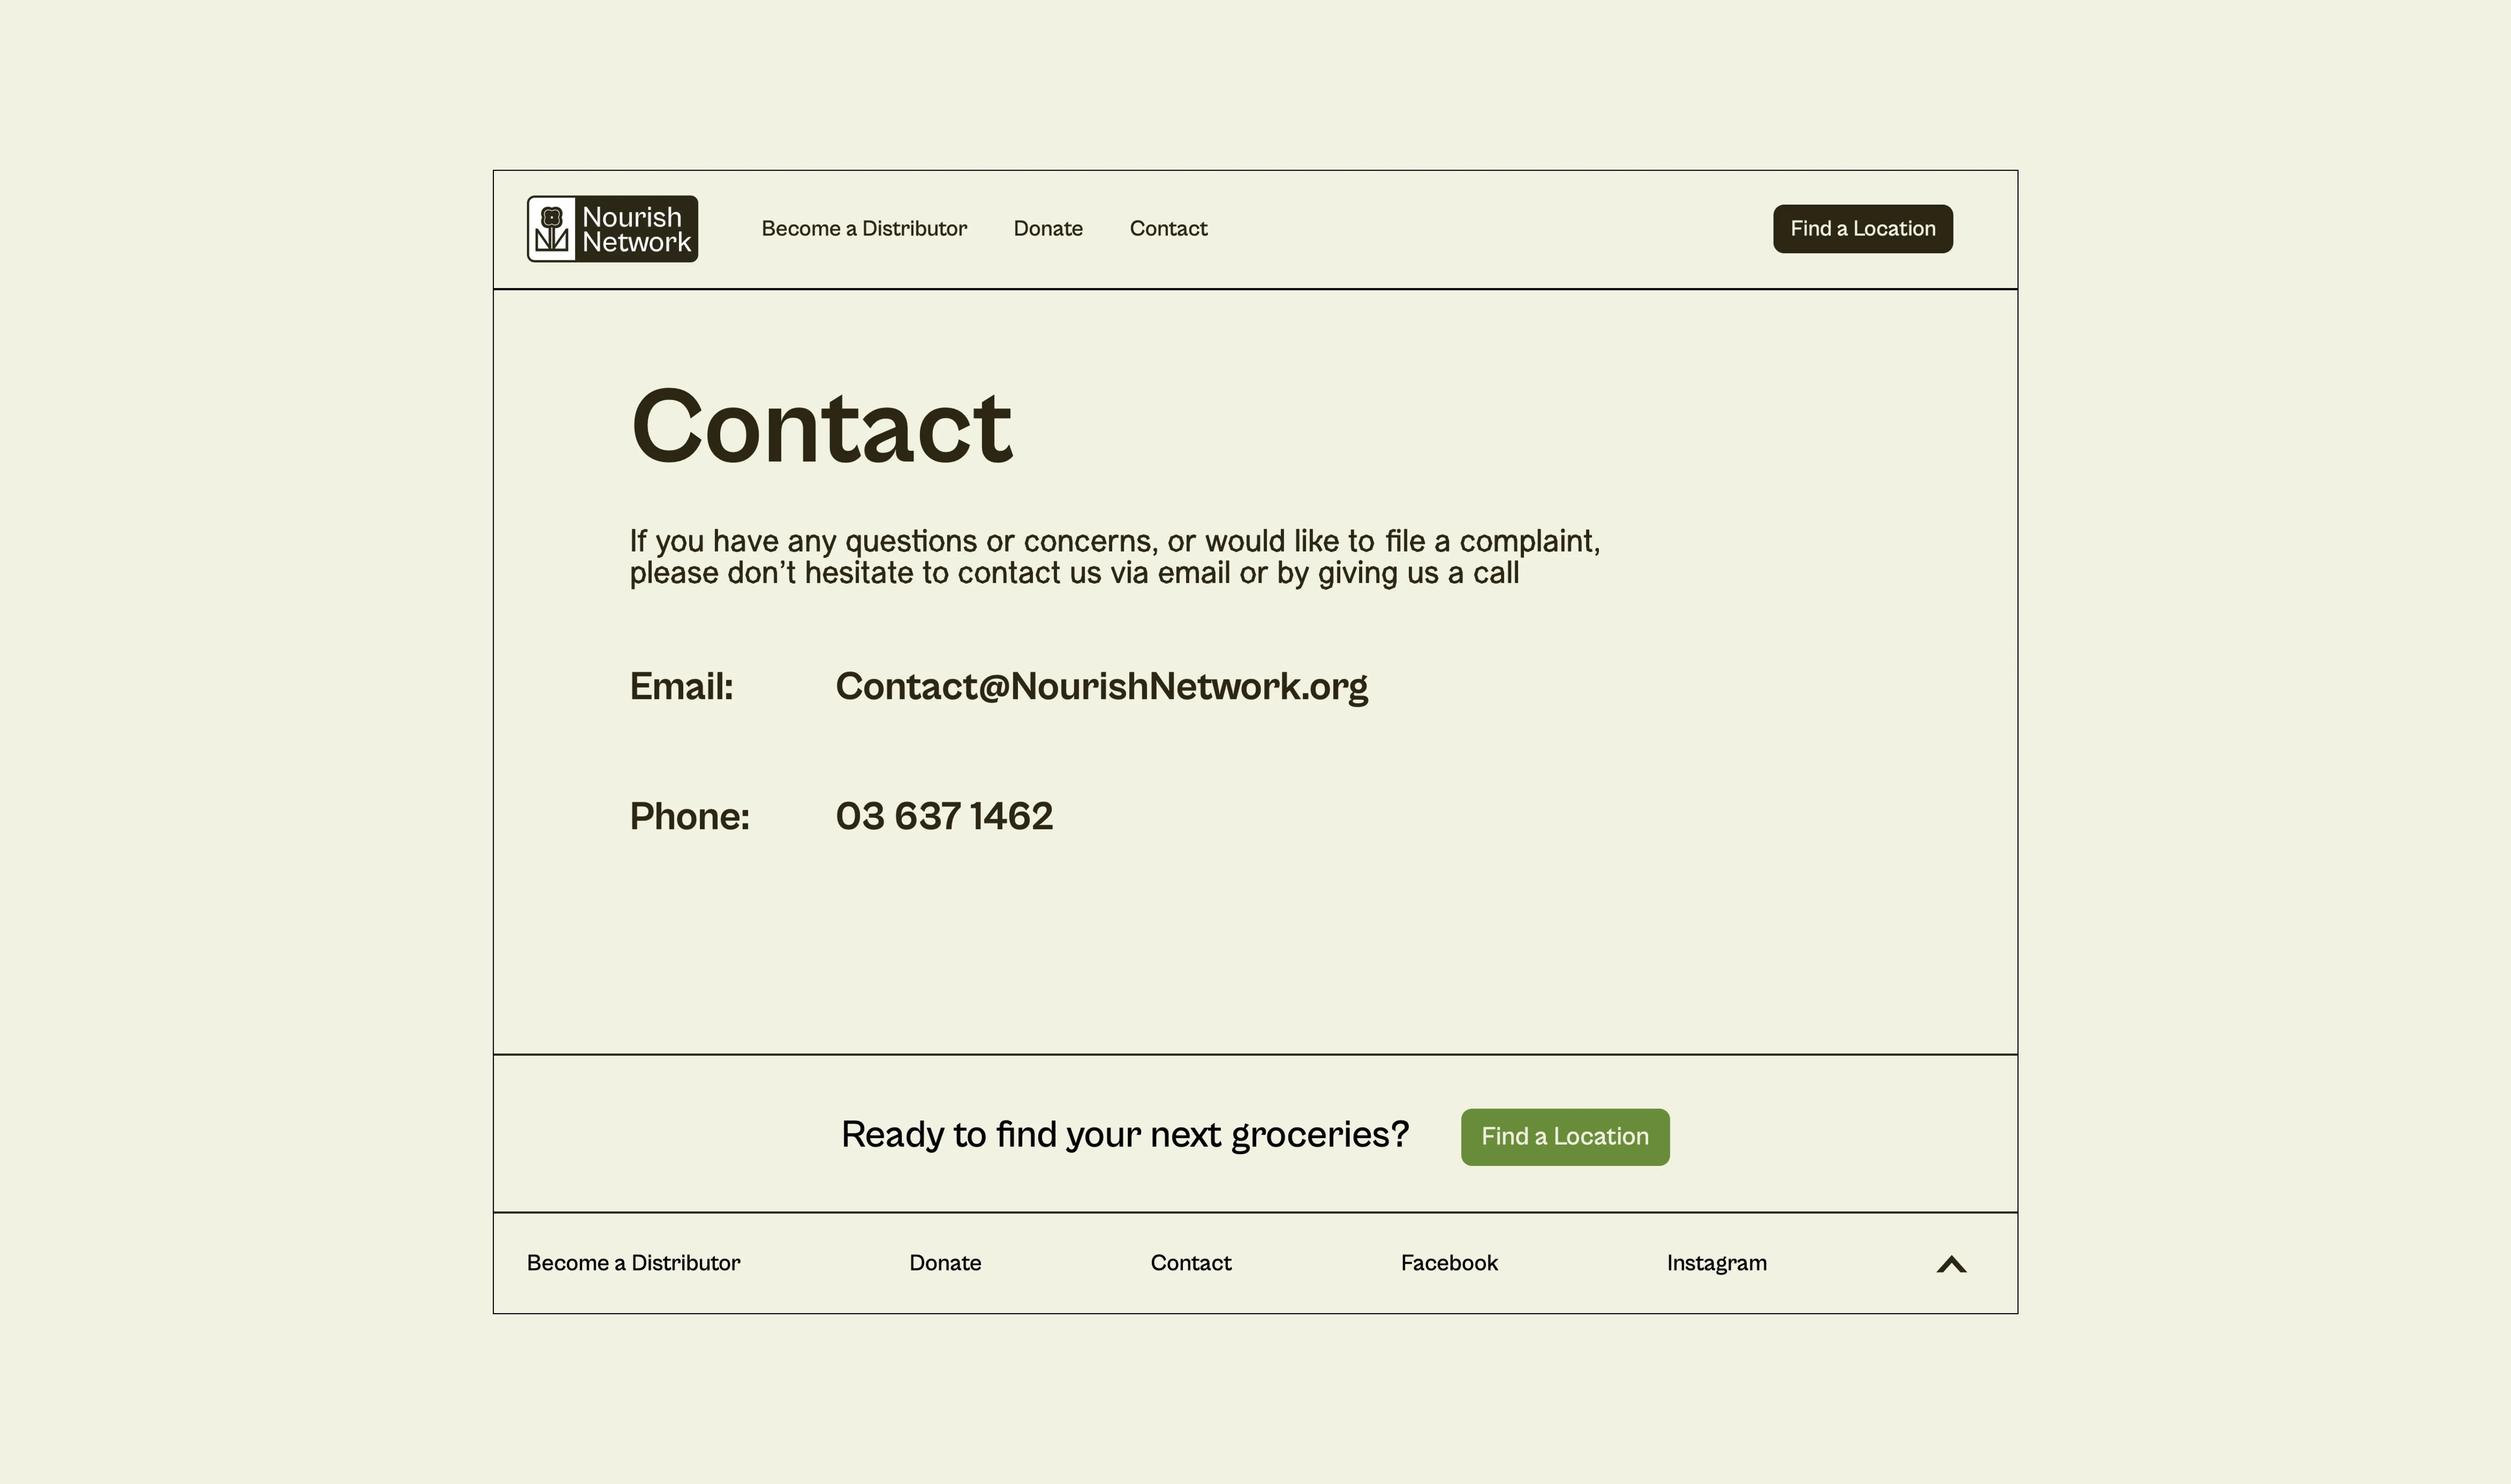 Nourish
Network
Become a Distributor
Donate
Contact
Find a Location
Contact
If you have any questions or concerns, or would like to file a complaint,
please don’t hesitate to contact us via email or by giving us a call
Email: Contact@NourishNetwork.org
Phone: 03 637 1462
Ready to find your next groceries?
Find a Location
Become a Distributor
Donate
Contact
Facebook
Instagram